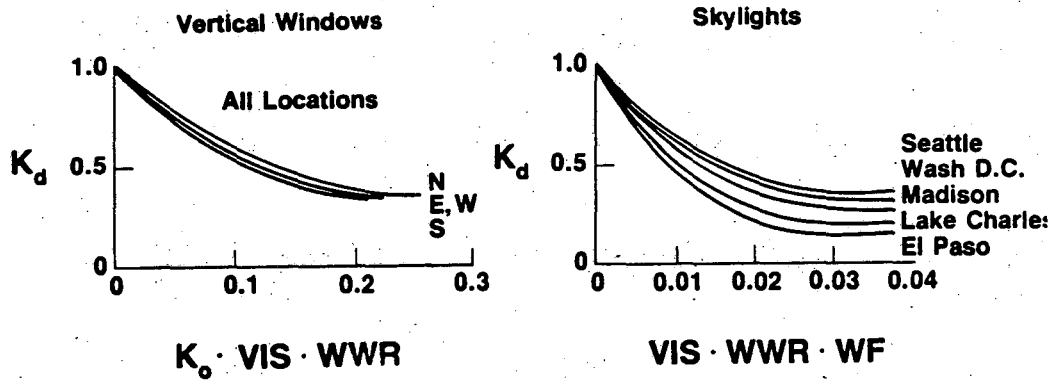 Vertical Windows
All Locations
K_d
1.0
0.5
0
0 0.1 0.2 0.3
N
E, W
S
K_o · VIS · WWR
Skylights
K_d
1.0
0.5
0
0 0.01 0.02 0.03 0.04
Seattle
Wash D.C.
Madison
Lake Charles
El Paso
VIS · WWR · WF